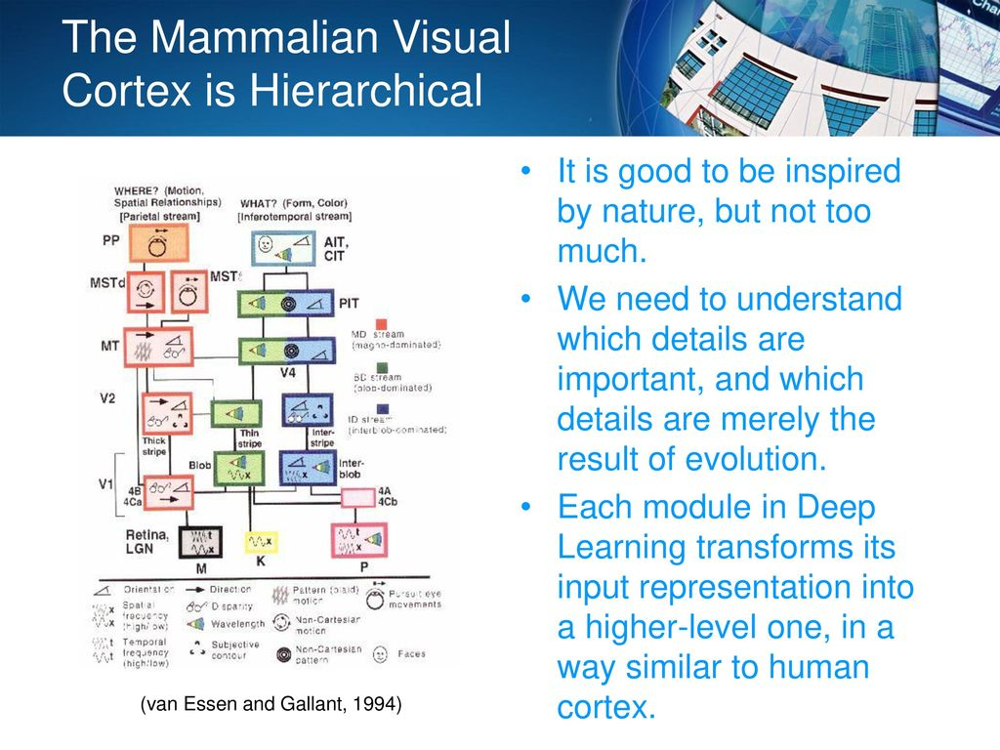 The Mammalian Visual
Cortex is Hierarchical
WHERE? (Motion,
Spatial Relationships)
[Parietal stream]
WHAT? (Form, Color)
[Inferotemporal stream]
PP
AIT,
CIT
MSTd
MST
PIT
MT
MD stream
(magno-dominated)
V4
BD stream
(blob-dominated)
V2
ID stream
(interblob-dominated)
Thick
stripe
Thin
stripe
Inter-
stripe
Blob
Inter-
blob
V1
4B
4Ca
4A
4Cb
Retina,
LGN
M
K
P
t
x
x
x
x
t
x
Orientation
Direction
Pattern (plaid)
motion
Pursuit eye
movements
x
x
Spatial
frequency
(high/low)
Disparity
Wavelength
Non-Cartesian
motion
t
t
Temporal
frequency
(high/low)
Subjective
contour
Non-Cartesian
pattern
Faces
(van Essen and Gallant, 1994)
• It is good to be inspired
by nature, but not too
much.
• We need to understand
which details are
important, and which
details are merely the
result of evolution.
• Each module in Deep
Learning transforms its
input representation into
a higher-level one, in a
way similar to human
cortex.